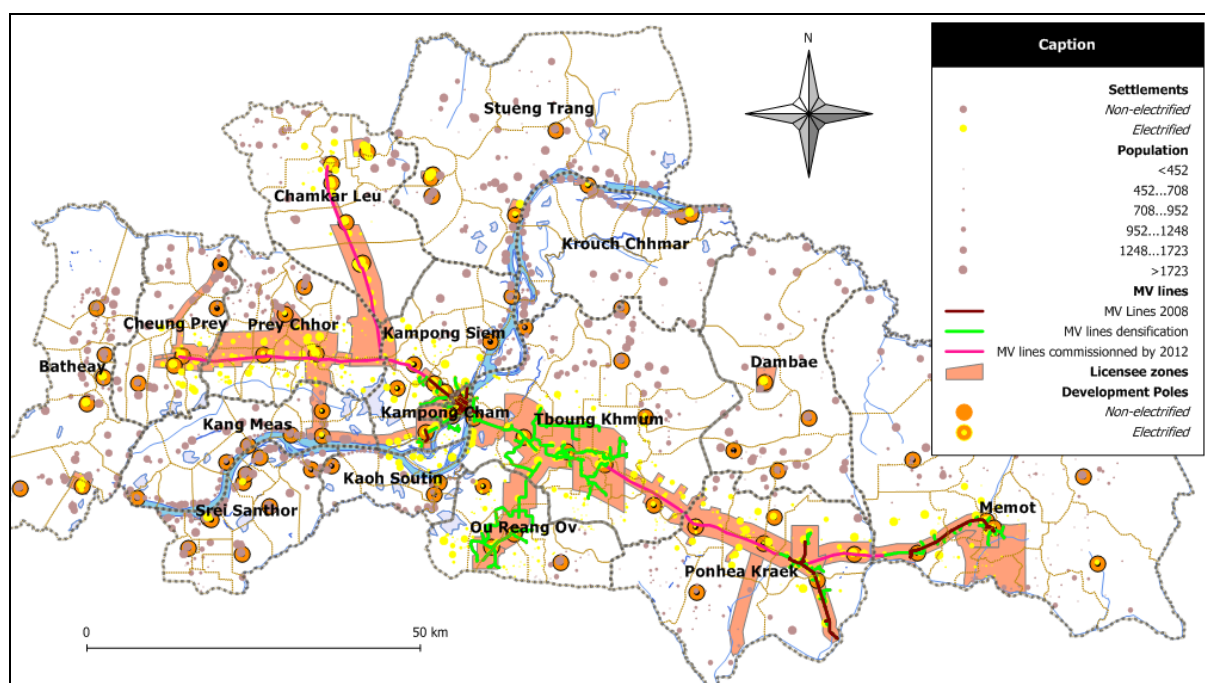 Caption
N
Settlements
Non-electrified
Electrified
Population
<452
452...708
708...952
952...1248
1248...1723
>1723
MV lines
MV Lines 2008
MV lines densification
MV lines commissionned by 2012
Licensee zones
Development Poles
Non-electrified
Electrified
Stueng Trang
Chamkar Leu
Krouch Chhmar
Cheung Prey
Prey Chhor
Kampong Siem
Batheay
Dambae
Kang Meas
Kampong Cham
Tboung Khmum
Kaoh Soutin
Srei Santhor
Memot
Ou Reang Ov
Ponhea Kraek
0
50 km